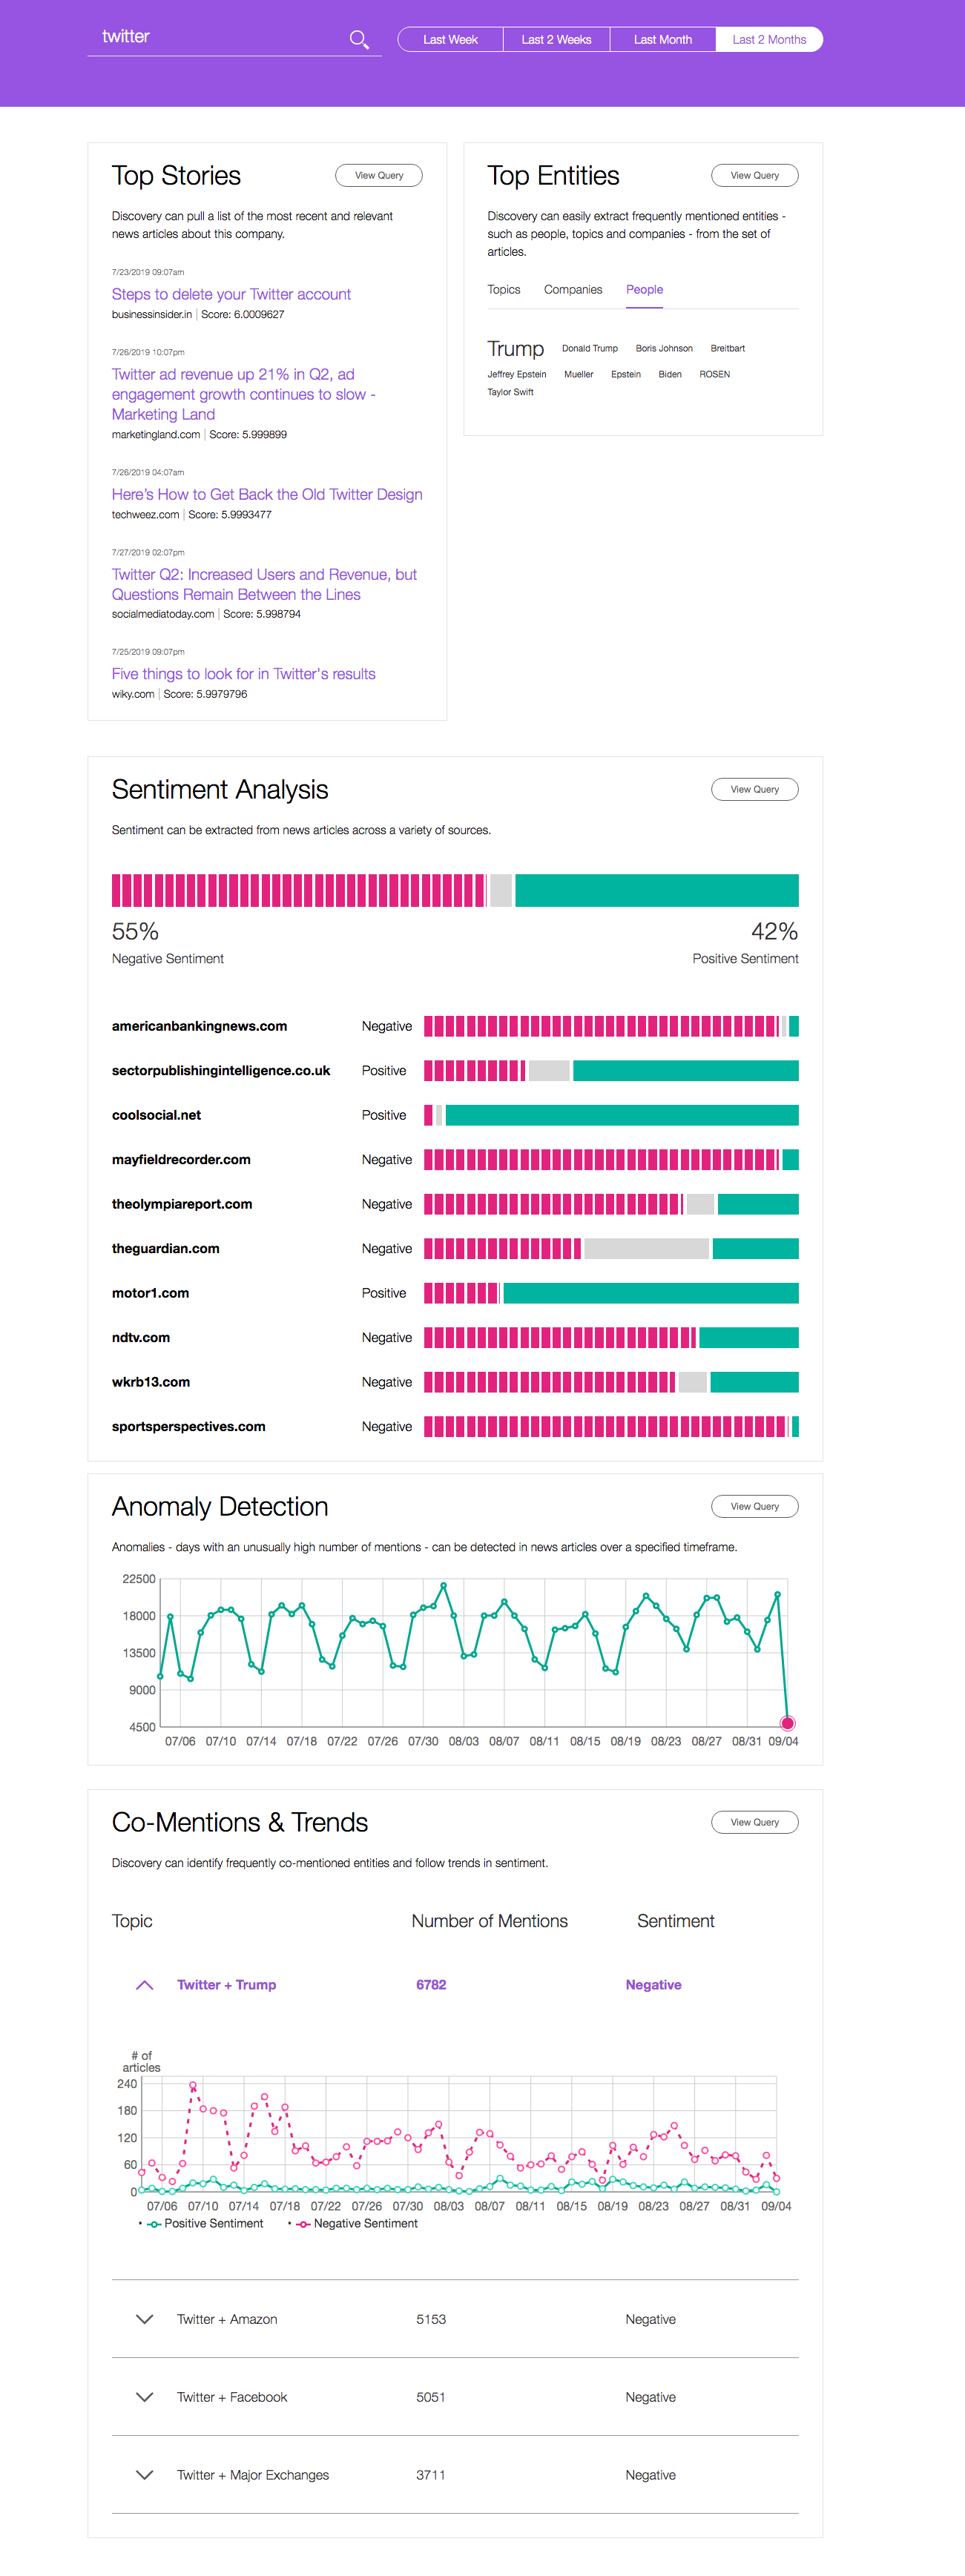 twitter
Last Week
Last 2 Weeks
Last Month
Last 2 Months
Top Stories
View Query
Discovery can pull a list of the most recent and relevant
news articles about this company.
7/23/2019 09:07am
Steps to delete your Twitter account
businessinsider.in | Score: 6.0009627
7/26/2019 10:07pm
Twitter ad revenue up 21% in Q2, ad
engagement growth continues to slow -
Marketing Land
marketingland.com | Score: 5.999899
7/26/2019 04:07am
Here's How to Get Back the Old Twitter Design
techweez.com | Score: 5.9993477
7/27/2019 02:07pm
Twitter Q2: Increased Users and Revenue, but
Questions Remain Between the Lines
socialmediatoday.com | Score: 5.998794
7/25/2019 09:07pm
Five things to look for in Twitter's results
wiky.com | Score: 5.9979796
Top Entities
View Query
Discovery can easily extract frequently mentioned entities -
such as people, topics and companies - from the set of
articles.
Topics Companies People
Trump Donald Trump Boris Johnson Breitbart
Jeffrey Epstein Mueller Epstein Biden ROSEN
Taylor Swift
Sentiment Analysis
View Query
Sentiment can be extracted from news articles across a variety of sources.
55% 42%
Negative Sentiment Positive Sentiment
americanbankingnews.com Negative
sectorpublishingintelligence.co.uk Positive
coolsocial.net Positive
mayfieldrecorder.com Negative
theolympiareport.com Negative
theguardian.com Negative
motor1.com Positive
ndtv.com Negative
wkrb13.com Negative
sportsperspectives.com Negative
Anomaly Detection
View Query
Anomalies - days with an unusually high number of mentions - can be detected in news articles over a specified timeframe.
22500
18000
13500
9000
4500
07/06 07/10 07/14 07/18 07/22 07/26 07/30 08/03 08/07 08/11 08/15 08/19 08/23 08/27 08/31 09/04
Co-Mentions & Trends
View Query
Discovery can identify frequently co-mentioned entities and follow trends in sentiment.
Topic Number of Mentions Sentiment
Twitter + Trump 6782 Negative
# of
articles
240
180
120
60
0
07/06 07/10 07/14 07/18 07/22 07/26 07/30 08/03 08/07 08/11 08/15 08/19 08/23 08/27 08/31 09/04
• Positive Sentiment • Negative Sentiment
Twitter + Amazon 5153 Negative
Twitter + Facebook 5051 Negative
Twitter + Major Exchanges 3711 Negative